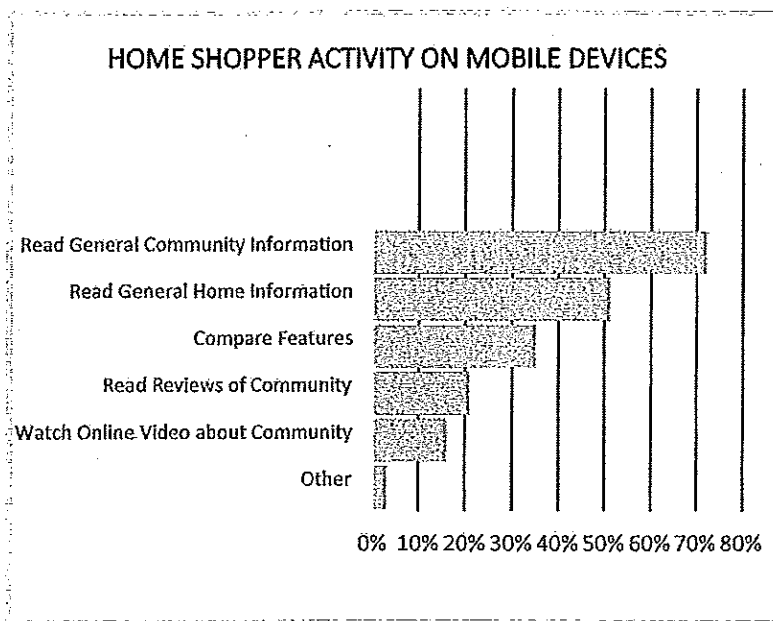 HOME SHOPPER ACTIVITY ON MOBILE DEVICES
Read General Community Information
Read General Home Information
Compare Features
Read Reviews of Community
Watch Online Video about Community
Other
0% 10% 20% 30% 40% 50% 60% 70% 80%